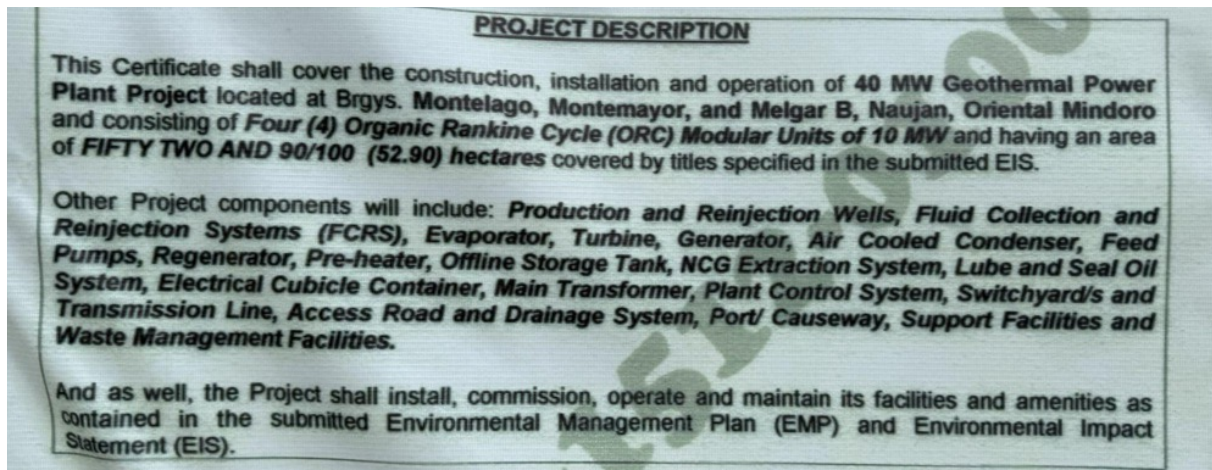 PROJECT DESCRIPTION
This Certificate shall cover the construction, installation and operation of 40 MW Geothermal Power
Plant Project located at Brgys. Montelago, Montemayor, and Melgar B, Naujan, Oriental Mindoro
and consisting of Four (4) Organic Rankine Cycle (ORC) Modular Units of 10 MW and having an area
of FIFTY TWO AND 90/100 (52.90) hectares covered by titles specified in the submitted EIS.
Other Project components will include: Production and Reinjection Wells, Fluid Collection and
Reinjection Systems (FCRS), Evaporator, Turbine, Generator, Air Cooled Condenser, Feed
Pumps, Regenerator, Pre-heater, Offline Storage Tank, NCG Extraction System, Lube and Seal Oil
System, Electrical Cubicle Container, Main Transformer, Plant Control System, Switchyard/s and
Transmission Line, Access Road and Drainage System, Port/ Causeway, Support Facilities and
Waste Management Facilities.
And as well, the Project shall install, commission, operate and maintain its facilities and amenities as
contained in the submitted Environmental Management Plan (EMP) and Environmental Impact
Statement (EIS).